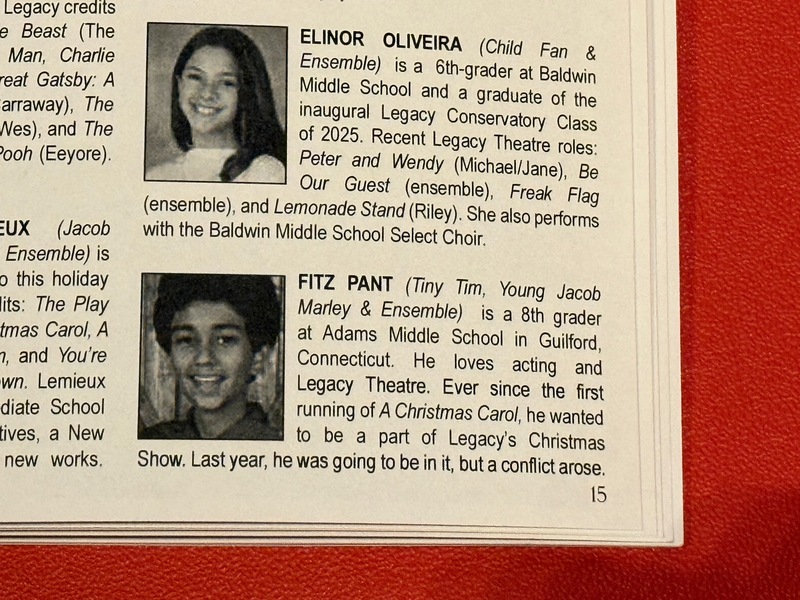 Legacy credits
e Beast (The
Man, Charlie
reat Gatsby: A
arraway), The
Wes), and The
Pooh (Eeyore).
EUX (Jacob
Ensemble) is
o this holiday
lits: The Play
tmas Carol, A
m, and You're
own. Lemieux
diate School
tives, a New
new works.
ELINOR OLIVEIRA (Child Fan &
Ensemble) is a 6th-grader at Baldwin
Middle School and a graduate of the
inaugural Legacy Conservatory Class
of 2025. Recent Legacy Theatre roles:
Peter and Wendy (Michael/Jane), Be
Our Guest (ensemble), Freak Flag
(ensemble), and Lemonade Stand (Riley). She also performs
with the Baldwin Middle School Select Choir.
FITZ PANT (Tiny Tim, Young Jacob
Marley & Ensemble) is a 8th grader
at Adams Middle School in Guilford,
Connecticut. He loves acting and
Legacy Theatre. Ever since the first
running of A Christmas Carol, he wanted
to be a part of Legacy's Christmas
Show. Last year, he was going to be in it, but a conflict arose.
15